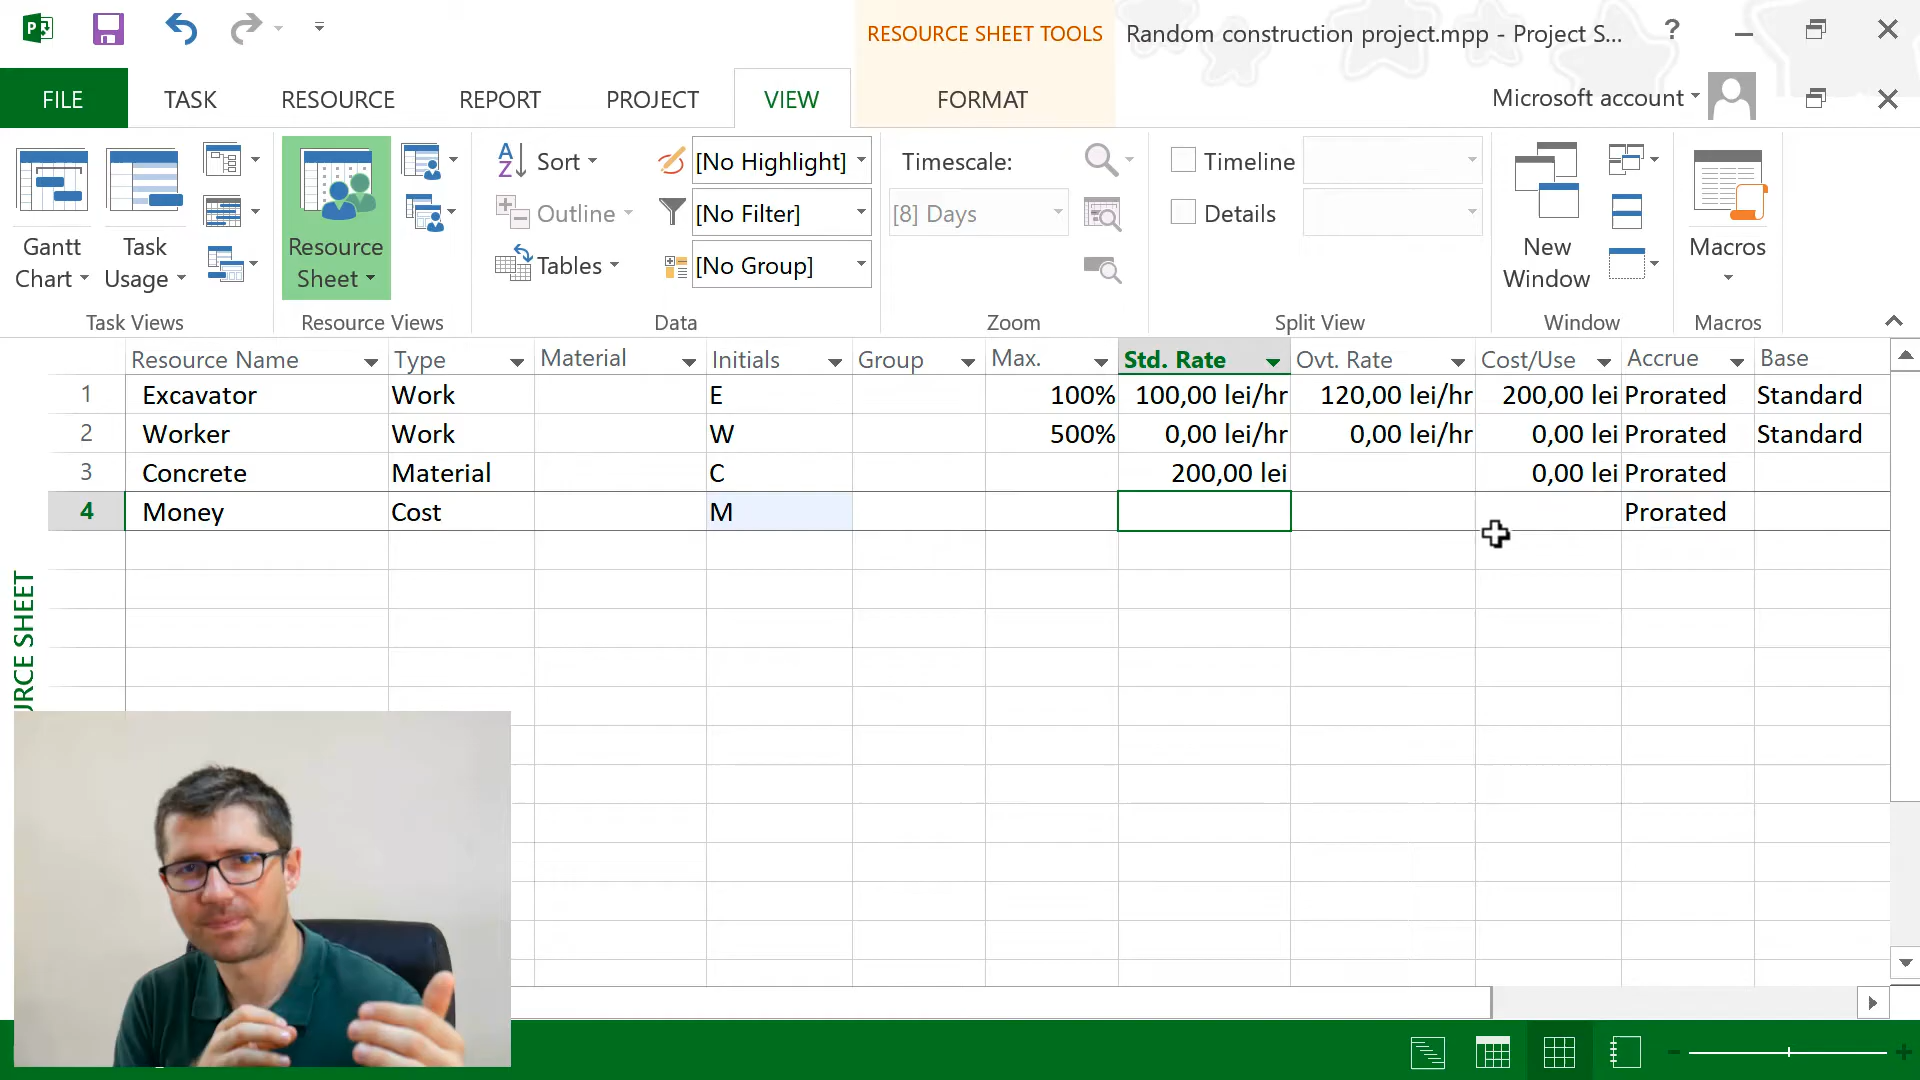 RESOURCE SHEET TOOLS
Random construction project.mpp - Project S...
?
FILE
TASK
RESOURCE
REPORT
PROJECT
VIEW
FORMAT
Microsoft account
Gantt Chart
Task Usage
Task Views
Resource Sheet
Resource Views
Sort
Outline
Tables
[No Highlight]
[No Filter]
[No Group]
Data
Timescale:
[8] Days
Zoom
Timeline
Details
Split View
New Window
Window
Macros
Macros
Resource Name Type Material Initials Group Max. Std. Rate Ovt. Rate Cost/Use Accrue Base
1 Excavator Work E 100% 100,00 lei/hr 120,00 lei/hr 200,00 lei Prorated Standard
2 Worker Work W 500% 0,00 lei/hr 0,00 lei/hr 0,00 lei Prorated Standard
3 Concrete Material C 200,00 lei 0,00 lei Prorated
4 Money Cost M Prorated
URCE SHEET